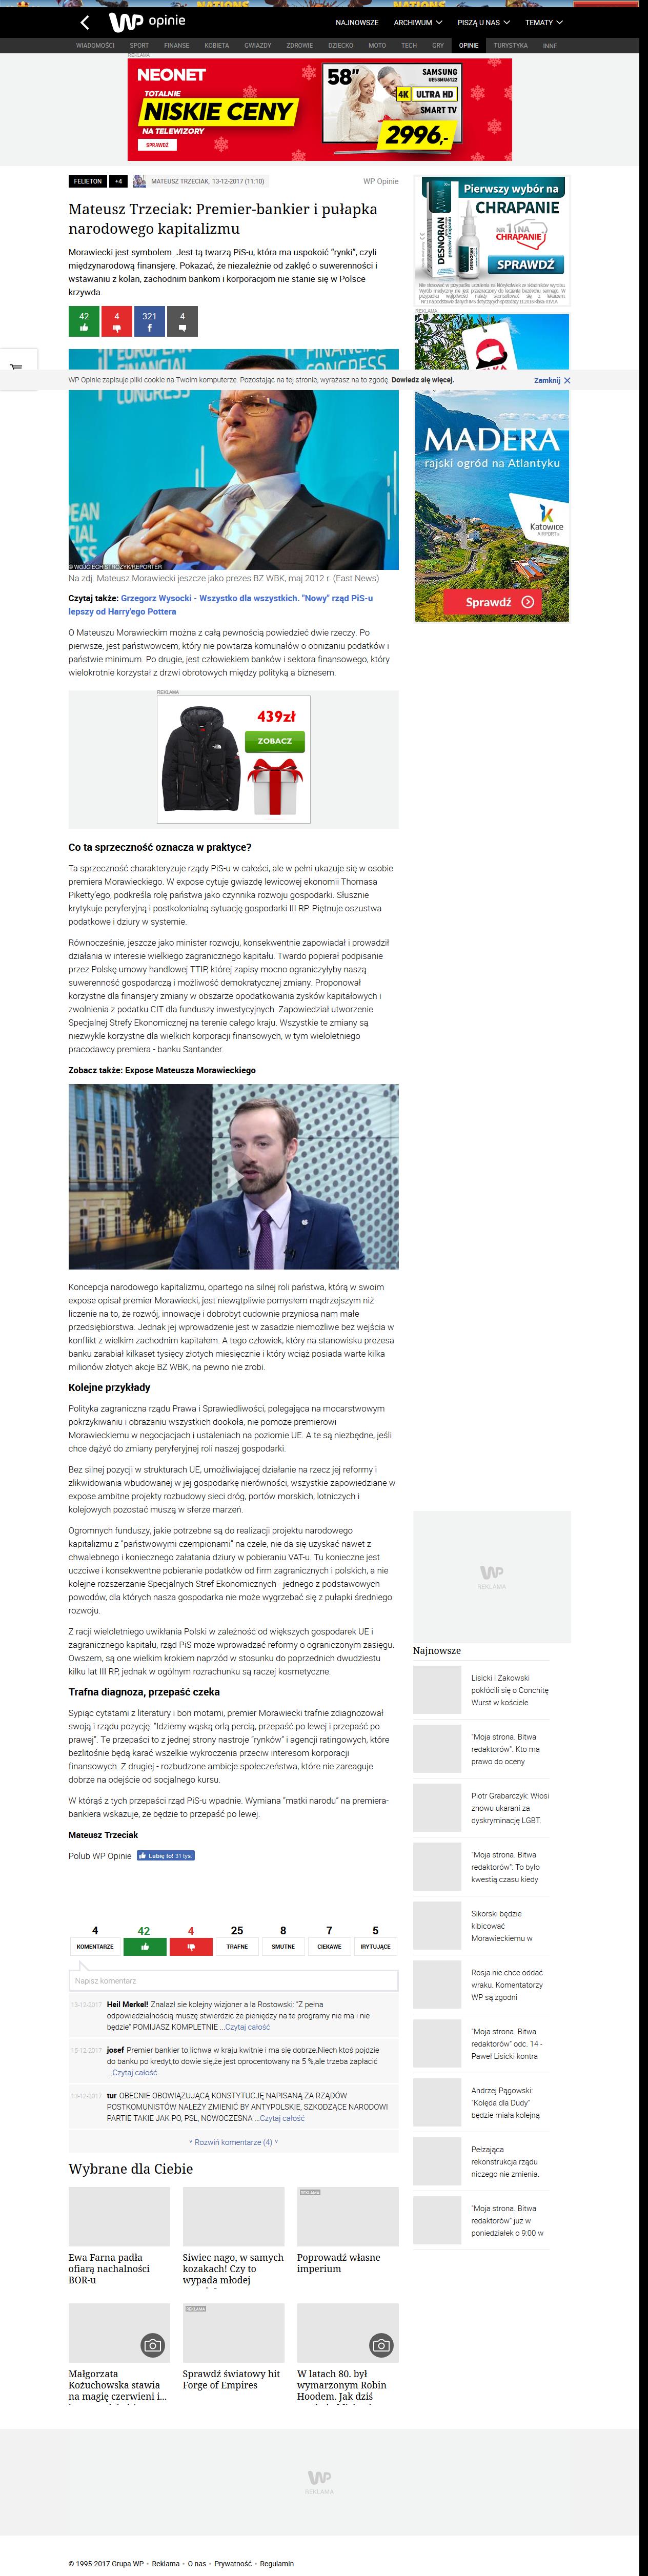 WP opinie
NAJNOWSZE ARCHIWUM PISZĄ U NAS TEMATY
WIADOMOŚCI SPORT FINANSE KOBIETA GWIAZDY ZDROWIE DZIECKO MOTO TECH GRY OPINIE TURYSTYKA INNE
REKLAMA
NEONET
TOTALNIE
NISKIE CENY
NA TELEWIZORY
SPRAWDŹ
58"
SAMSUNG
4K ULTRA HD
SMART TV
2996,-
FELIETON +4 MATEUSZ TRZECIAK, 13-12-2017 (11:10) WP Opinie
Mateusz Trzeciak: Premier-bankier i pułapka
narodowego kapitalizmu
Morawiecki jest symbolem. Jest tą twarzą PiS-u, która ma uspokoić "rynki", czyli
międzynarodową finansjerę. Pokazać, że niezależnie od zaklęć o suwerenności i
wstawaniu z kolan, zachodnim bankom i korporacjom nie stanie się w Polsce
krzywda.
42 4 321 4
Pierwszy wybór na
CHRAPANIE
DESNORAN
NR 1 NA
CHRAPANIE
SPRAWDŹ
REKLAMA
WP Opinie zapisuje pliki cookie na Twoim komputerze. Pozostając na tej stronie, wyrażasz na to zgodę. Dowiedz się więcej.
Zamknij
MADERA
rajski ogród na Atlantyku
Katowice
AIRPORT
Sprawdź
© WOJCIECH STRÓŻYK/REPORTER
Na zdj. Mateusz Morawiecki jeszcze jako prezes BZ WBK, maj 2012 r. (East News)
Czytaj także: Grzegorz Wysocki - Wszystko dla wszystkich. "Nowy" rząd PiS-u
lepszy od Harry'ego Pottera
O Mateuszu Morawieckim można z całą pewnością powiedzieć dwie rzeczy. Po
pierwsze, jest państwowcem, który nie powtarza komunałów o obniżaniu podatków i
państwie minimum. Po drugie, jest człowiekiem banków i sektora finansowego, który
wielokrotnie korzystał z drzwi obrotowych między polityką a biznesem.
REKLAMA
439zł
ZOBACZ
Co ta sprzeczność oznacza w praktyce?
Ta sprzeczność charakteryzuje rządy PiS-u w całości, ale w pełni ukazuje się w osobie
premiera Morawieckiego. W expose cytuje gwiazdę lewicowej ekonomii Thomasa
Piketty'ego, podkreśla rolę państwa jako czynnika rozwoju gospodarki. Słusznie
krytykuje peryferyjną i postkolonialną sytuację gospodarki III RP. Piętnuje oszustwa
podatkowe i dziury w systemie.
Równocześnie, jeszcze jako minister rozwoju, konsekwentnie zapowiadał i prowadził
działania w interesie wielkiego zagranicznego kapitału. Twardo popierał podpisanie
przez Polskę umowy handlowej TTIP, której zapisy mocno ograniczyłyby naszą
suwerenność gospodarczą i możliwość demokratycznej zmiany. Proponował
korzystne dla finansjery zmiany w obszarze opodatkowania zysków kapitałowych i
zwolnienia z podatku CIT dla funduszy inwestycyjnych. Zapowiedział utworzenie
Specjalnej Strefy Ekonomicznej na terenie całego kraju. Wszystkie te zmiany są
niezwykle korzystne dla wielkich korporacji finansowych, w tym wieloletniego
pracodawcy premiera - banku Santander.
Zobacz także: Expose Mateusza Morawieckiego
Koncepcja narodowego kapitalizmu, opartego na silnej roli państwa, którą w swoim
expose opisał premier Morawiecki, jest niewątpliwie pomysłem mądrzejszym niż
liczenie na to, że rozwój, innowacje i dobrobyt cudownie przyniosą nam małe
przedsiębiorstwa. Jednak jej wprowadzenie jest w zasadzie niemożliwe bez wejścia w
konflikt z wielkim zachodnim kapitałem. A tego człowiek, który na stanowisku prezesa
banku zarabiał kilkaset tysięcy złotych miesięcznie i który wciąż posiada warte kilka
milionów złotych akcje BZ WBK, na pewno nie zrobi.
Kolejne przykłady
Polityka zagraniczna rządu Prawa i Sprawiedliwości, polegająca na mocarstwowym
pokrzykiwaniu i obrażaniu wszystkich dookoła, nie pomoże premierowi
Morawieckiemu w negocjacjach i ustaleniach na poziomie UE. A te są niezbędne, jeśli
chce dążyć do zmiany peryferyjnej roli naszej gospodarki.
Bez silnej pozycji w strukturach UE, umożliwiającej działanie na rzecz jej reformy i
zlikwidowania wbudowanej w jej gospodarkę nierówności, wszystkie zapowiedziane w
expose ambitne projekty rozbudowy sieci dróg, portów morskich, lotniczych i
kolejowych pozostać muszą w sferze marzeń.
Ogromnych funduszy, jakie potrzebne są do realizacji projektu narodowego
kapitalizmu z "państwowymi czempionami" na czele, nie da się uzyskać nawet z
chwalebnego i koniecznego załatania dziury w pobieraniu VAT-u. Tu konieczne jest
uczciwe i konsekwentne pobieranie podatków od firm zagranicznych i polskich, a nie
kolejne rozszerzanie Specjalnych Stref Ekonomicznych - jednego z podstawowych
powodów, dla których nasza gospodarka nie może wygrzebać się z pułapki średniego
rozwoju.
Z racji wieloletniego uwikłania Polski w zależność od większych gospodarek UE i
zagranicznego kapitału, rząd PiS może wprowadzać reformy o ograniczonym zasięgu.
Owszem, są one wielkim krokiem naprzód w stosunku do poprzednich dwudziestu
kilku lat III RP, jednak w ogólnym rozrachunku są raczej kosmetyczne.
Trafna diagnoza, przepaść czeka
Sypiąc cytatami z literatury i bon motami, premier Morawiecki trafnie zdiagnozował
swoją i rządu pozycję: "Idziemy wąską orlą percią, przepaść po lewej i przepaść po
prawej". Te przepaści to z jednej strony nastroje "rynków" i agencji ratingowych, które
bezlitośnie będą karać wszelkie wykroczenia przeciw interesom korporacji
finansowych. Z drugiej - rozbudzone ambicje społeczeństwa, które nie zareaguje
dobrze na odejście od socjalnego kursu.
W którąś z tych przepaści rząd PiS-u wpadnie. Wymiana "matki narodu" na premiera-
bankiera wskazuje, że będzie to przepaść po lewej.
Mateusz Trzeciak
Polub WP Opinie Lubię to! 31 tys.
4 42 4 25 8 7 5
KOMENTARZE TRAFNE SMUTNE CIEKAWE IRYTUJĄCE
Napisz komentarz
13-12-2017 Heil Merkel! Znalazł sie kolejny wizjoner a la Rostowski: "Z pełna
odpowiedzialnością muszę stwierdzic że pieniędzy na te programy nie ma i nie
będzie" POMIJASZ KOMPLETNIE ...Czytaj całość
13-12-2017 josef Premier bankier to lichwa w kraju kwitnie i ma się dobrze.Niech ktoś pojdzie
do banku po kredyt,to dowie się,że jest oprocentowany na 5 %,ale trzeba zapłacić
...Czytaj całość
13-12-2017 tur OBECNIE OBOWIĄZUJĄCĄ KONSTYTUCJĘ NAPISANĄ ZA RZĄDÓW
POSTKOMUNISTÓW NALEŻY ZMIENIĆ BY ANTYPOLSKIE, SZKODZĄCE NARODOWI
PARTIE TAKIE JAK PO, PSL, NOWOCZESNA ...Czytaj całość
Rozwiń komentarze (4)
Wybrane dla Ciebie
Ewa Farna padła
ofiarą nachalności
BOR-u
Siwiec nago, w samych
kozakach! Czy to
wypada młodej
REKLAMA
Poprowadź własne
imperium
Małgorzata
Kożuchowska stawia
na magię czerwieni i...
REKLAMA
Sprawdź światowy hit
Forge of Empires
W latach 80. był
wymarzonym Robin
Hoodem. Jak dziś
WP
REKLAMA
Najnowsze
Lisicki i Żakowski
pokłócili się o Conchitę
Wurst w kościele
"Moja strona. Bitwa
redaktorów". Kto ma
prawo do oceny
Piotr Grabarczyk: Włosi
znowu ukarani za
dyskryminację LGBT.
"Moja strona. Bitwa
redaktorów": To było
kwestią czasu kiedy
Sikorski będzie
kibicować
Morawieckiemu w
Rosja nie chce oddać
wraku. Komentatorzy
WP są zgodni
"Moja strona. Bitwa
redaktorów" odc. 14 -
Paweł Lisicki kontra
Andrzej Pągowski:
"Kolęda dla Dudy"
będzie miała kolejną
Pełzająca
rekonstrukcja rządu
niczego nie zmienia.
"Moja strona. Bitwa
redaktorów" już w
poniedziałek o 9:00 w
WP
REKLAMA
© 1995-2017 Grupa WP • Reklama • O nas • Prywatność • Regulamin